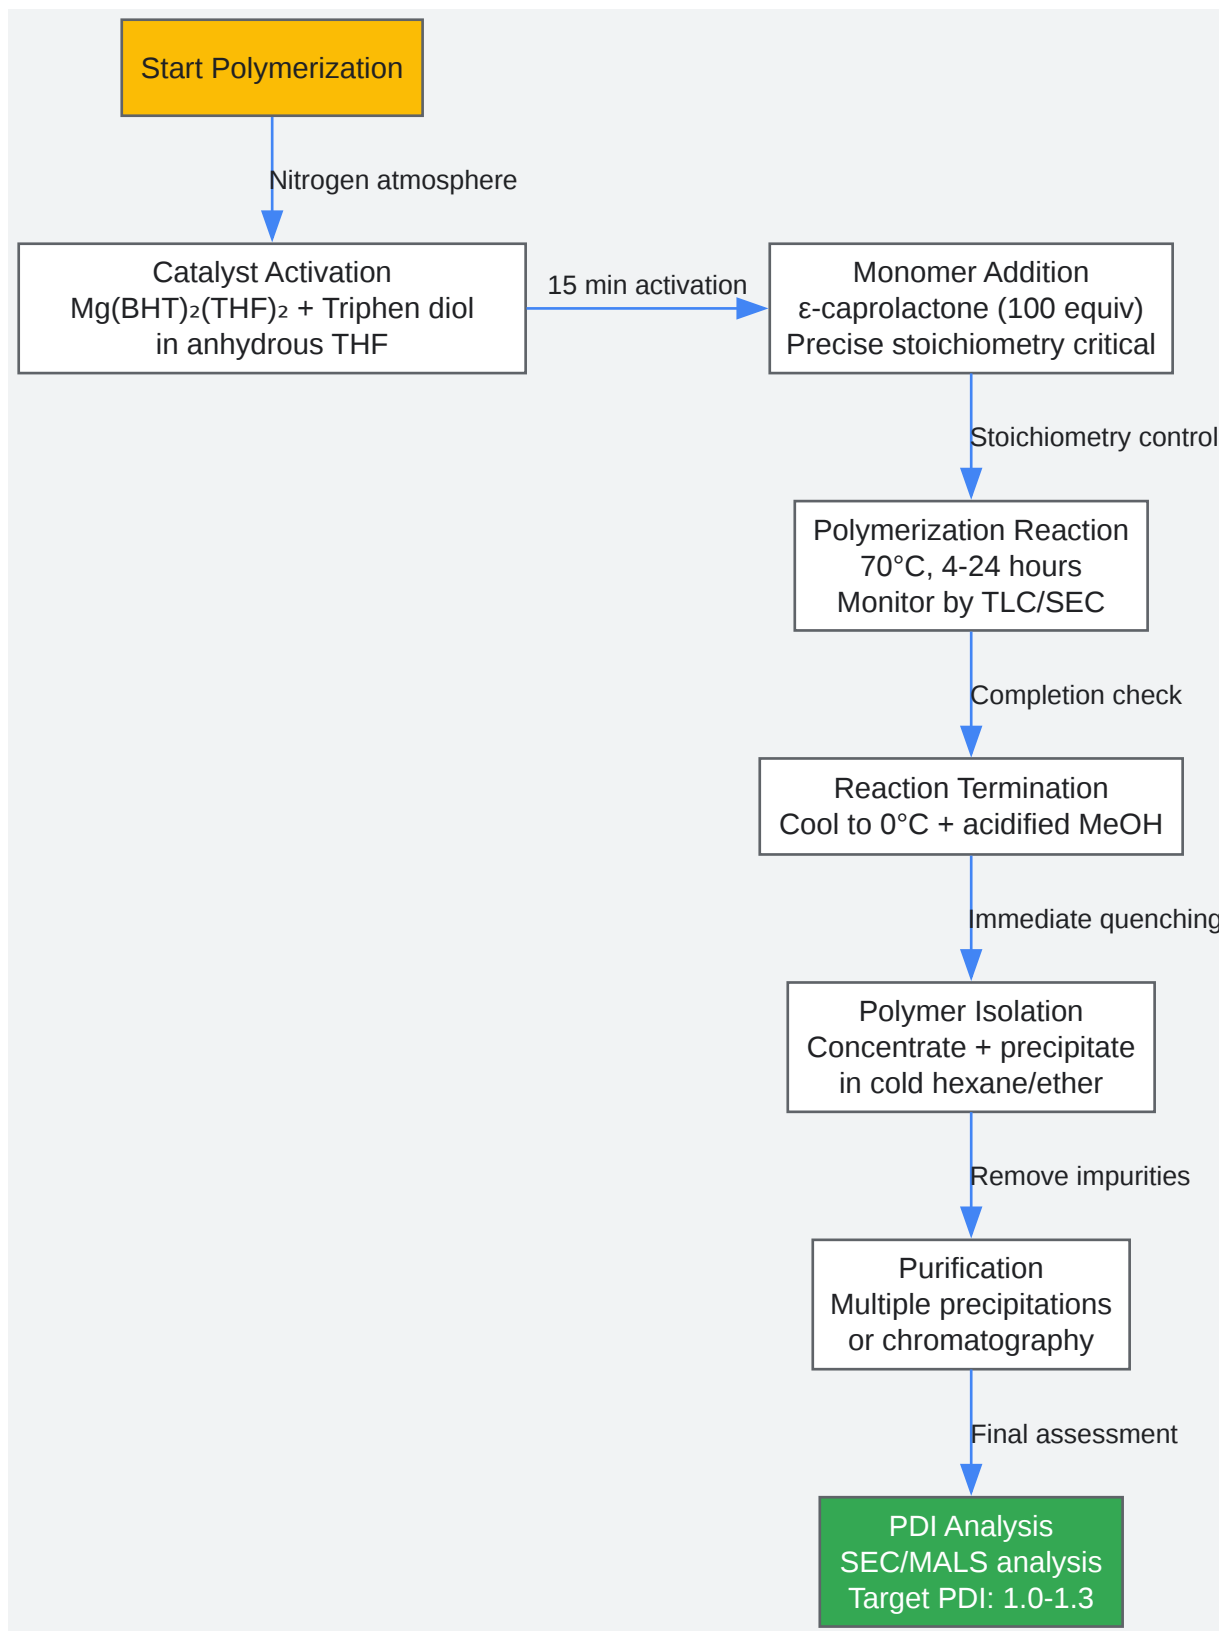 Start Polymerization
Nitrogen atmosphere
Catalyst Activation
Mg(BHT)₂(THF)₂ + Triphen diol
in anhydrous THF
15 min activation
Monomer Addition
ε-caprolactone (100 equiv)
Precise stoichiometry critical
Stoichiometry control
Polymerization Reaction
70°C, 4-24 hours
Monitor by TLC/SEC
Completion check
Reaction Termination
Cool to 0°C + acidified MeOH
Immediate quenching
Polymer Isolation
Concentrate + precipitate
in cold hexane/ether
Remove impurities
Purification
Multiple precipitations
or chromatography
Final assessment
PDI Analysis
SEC/MALS analysis
Target PDI: 1.0-1.3